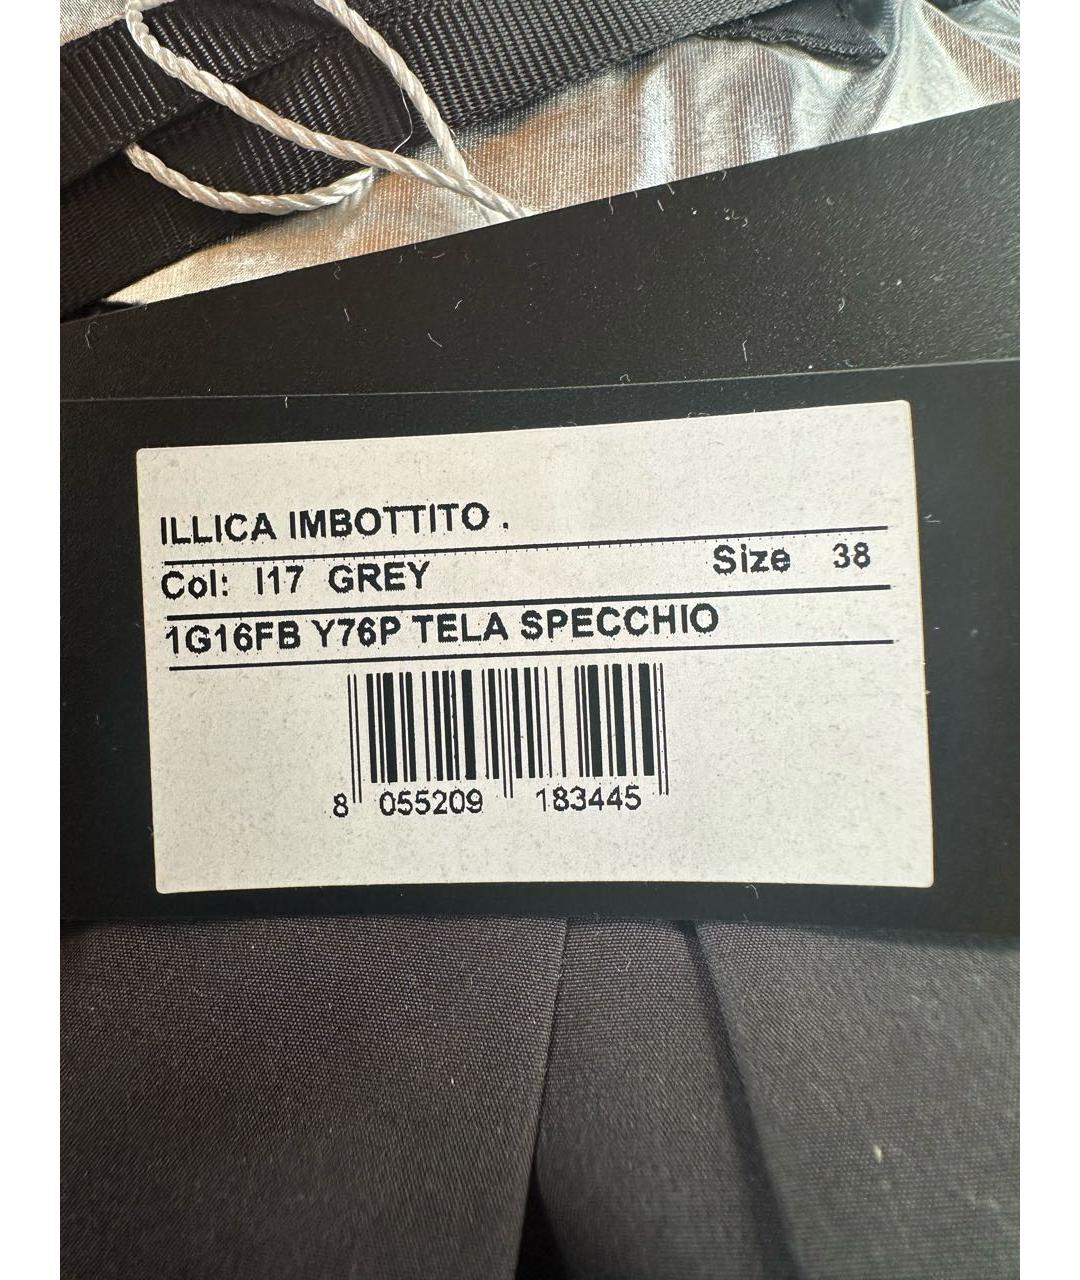 ILLICA IMBOTTITO .
Col: I17 GREY Size 38
1G16FB Y76P TELA SPECCHIO
8 055209 183445